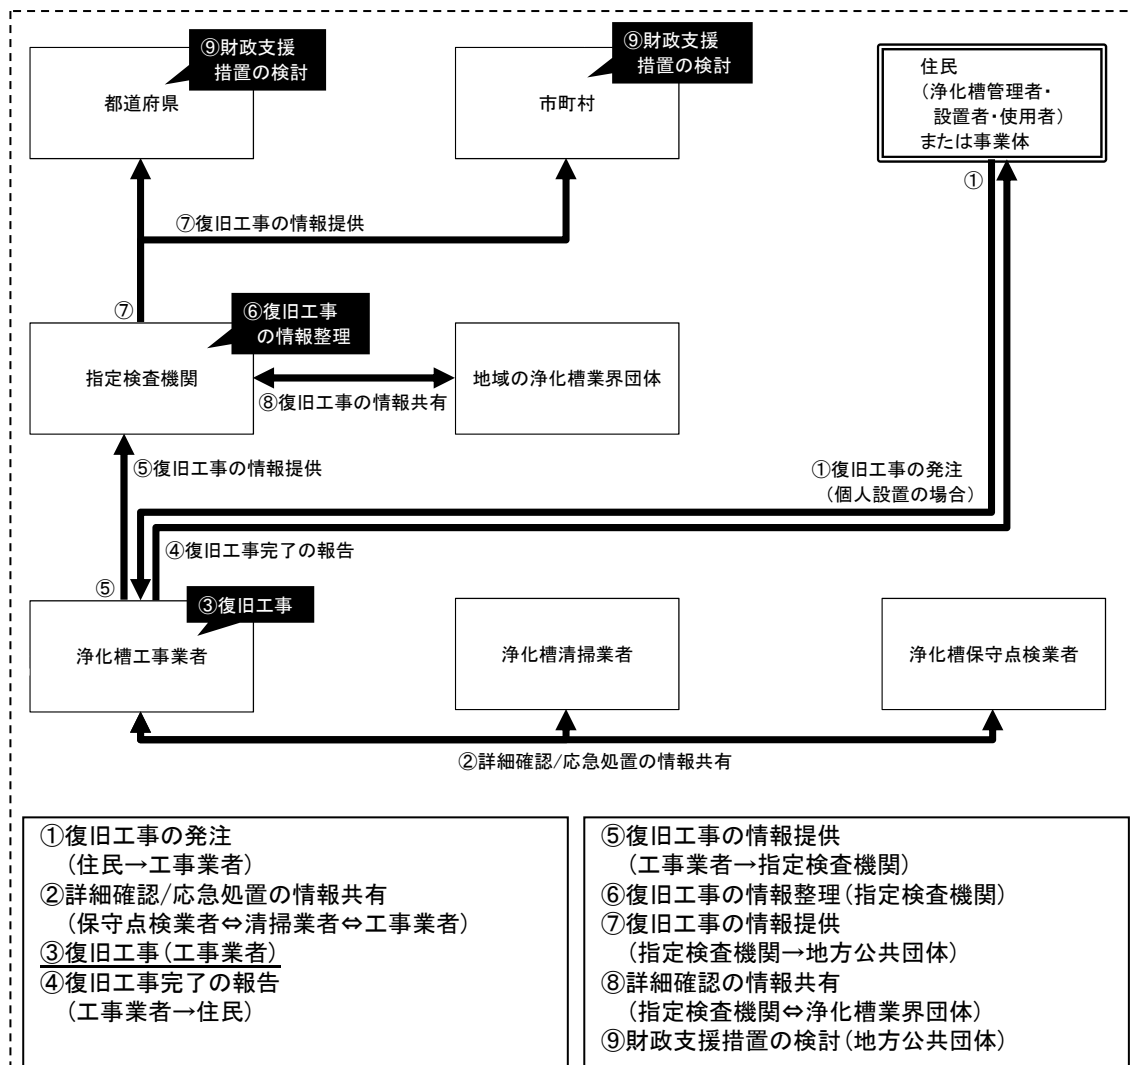 ⑨財政支援
措置の検討
都道府県
⑨財政支援
措置の検討
市町村
住民
(浄化槽管理者・
設置者・使用者)
または事業体
①
⑦復旧工事の情報提供
⑦
⑥復旧工事
の情報整理
指定検査機関
地域の浄化槽業界団体
⑧復旧工事の情報共有
⑤復旧工事の情報提供
①復旧工事の発注
(個人設置の場合)
④復旧工事完了の報告
⑤
③復旧工事
浄化槽工事業者
浄化槽清掃業者
浄化槽保守点検業者
②詳細確認/応急処置の情報共有
①復旧工事の発注
(住民→工事業者)
②詳細確認/応急処置の情報共有
(保守点検業者⇔清掃業者⇔工事業者)
③復旧工事(工事業者)
④復旧工事完了の報告
(工事業者→住民)
⑤復旧工事の情報提供
(工事業者→指定検査機関)
⑥復旧工事の情報整理(指定検査機関)
⑦復旧工事の情報提供
(指定検査機関→地方公共団体)
⑧詳細確認の情報共有
(指定検査機関⇔浄化槽業界団体)
⑨財政支援措置の検討(地方公共団体)